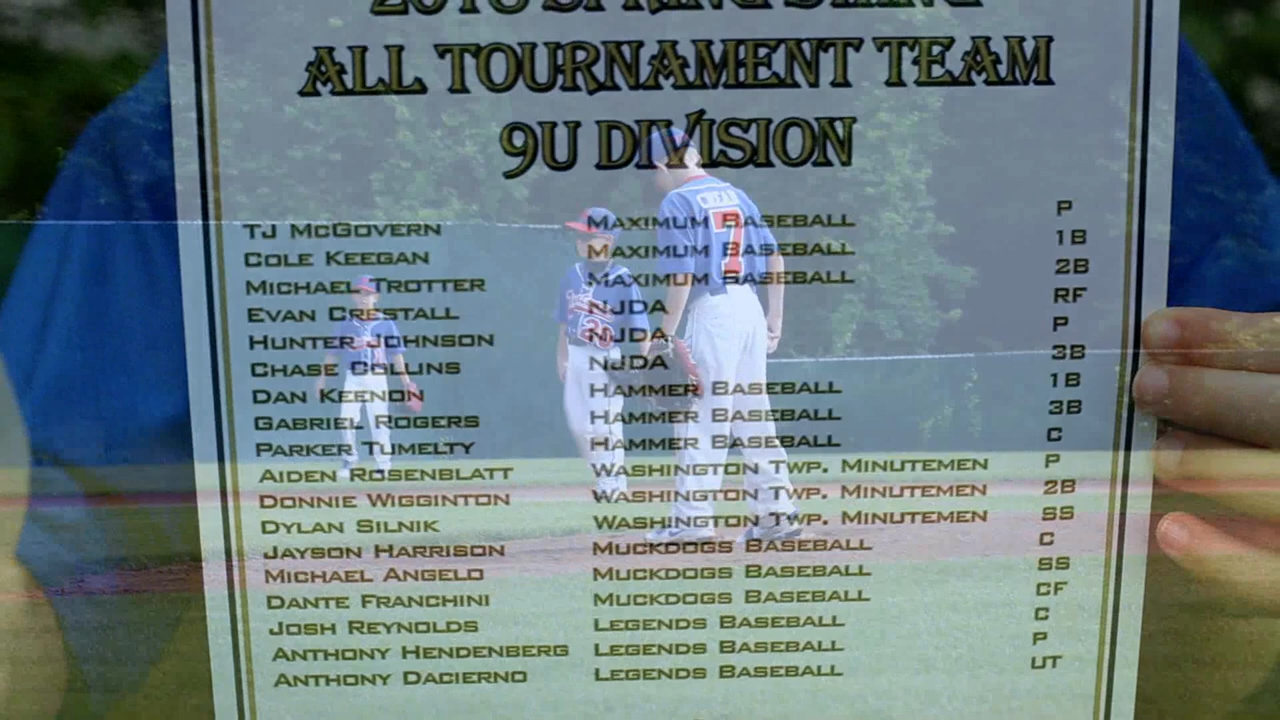 ALL TOURNAMENT TEAM
9U DIVISION
TJ McGOVERN MAXIMUM BASEBALL P
COLE KEEGAN MAXIMUM BASEBALL 1B
MICHAEL TROTTER MAXIMUM BASEBALL 2B
EVAN CRESTALL NJDA RF
HUNTER JOHNSON NJDA P
CHASE COLLINS NJDA 3B
DAN KEENON HAMMER BASEBALL 1B
GABRIEL ROGERS HAMMER BASEBALL 3B
PARKER TUMELTY HAMMER BASEBALL C
AIDEN ROSENBLATT WASHINGTON TWP. MINUTEMEN P
DONNIE WIGGINTON WASHINGTON TWP. MINUTEMEN 2B
DYLAN SILNIK WASHINGTON TWP. MINUTEMEN SS
JAYSON HARRISON MUCKDOGS BASEBALL C
MICHAEL ANGELO MUCKDOGS BASEBALL SS
DANTE FRANCHINI MUCKDOGS BASEBALL CF
JOSH REYNOLDS LEGENDS BASEBALL C
ANTHONY HENDENBERG LEGENDS BASEBALL P
ANTHONY DACIERNO LEGENDS BASEBALL UT
7